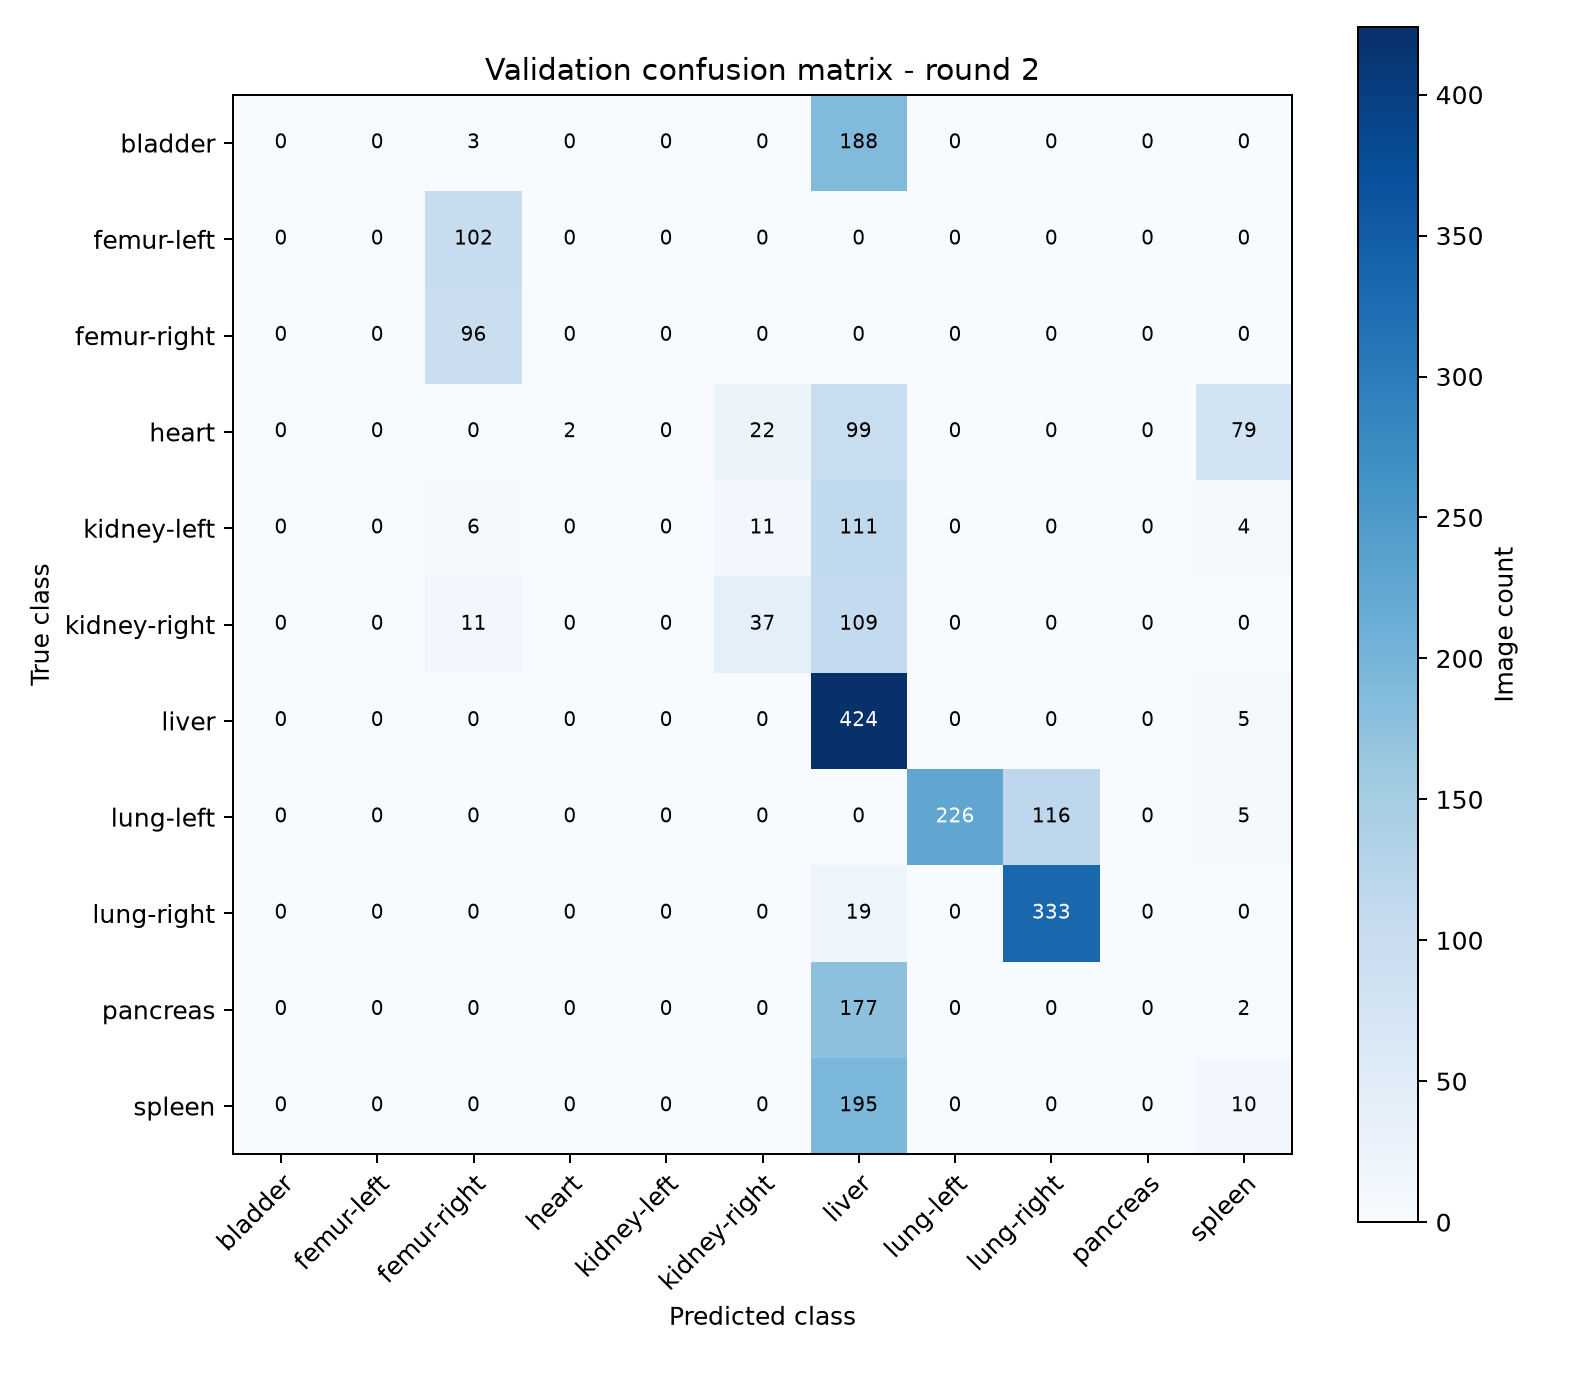 Validation confusion matrix - round 2
bladder 0 0 3 0 0 0 188 0 0 0 0
femur-left 0 0 102 0 0 0 0 0 0 0 0
femur-right 0 0 96 0 0 0 0 0 0 0 0
heart 0 0 0 2 0 22 99 0 0 0 79
kidney-left 0 0 6 0 0 11 111 0 0 0 4
kidney-right 0 0 11 0 0 37 109 0 0 0 0
liver 0 0 0 0 0 0 424 0 0 0 5
lung-left 0 0 0 0 0 0 0 226 116 0 5
lung-right 0 0 0 0 0 0 19 0 333 0 0
pancreas 0 0 0 0 0 0 177 0 0 0 2
spleen 0 0 0 0 0 0 195 0 0 0 10
True class
bladder femur-left femur-right heart kidney-left kidney-right liver lung-left lung-right pancreas spleen
Predicted class
400
350
300
250
200
150
100
50
0
Image count